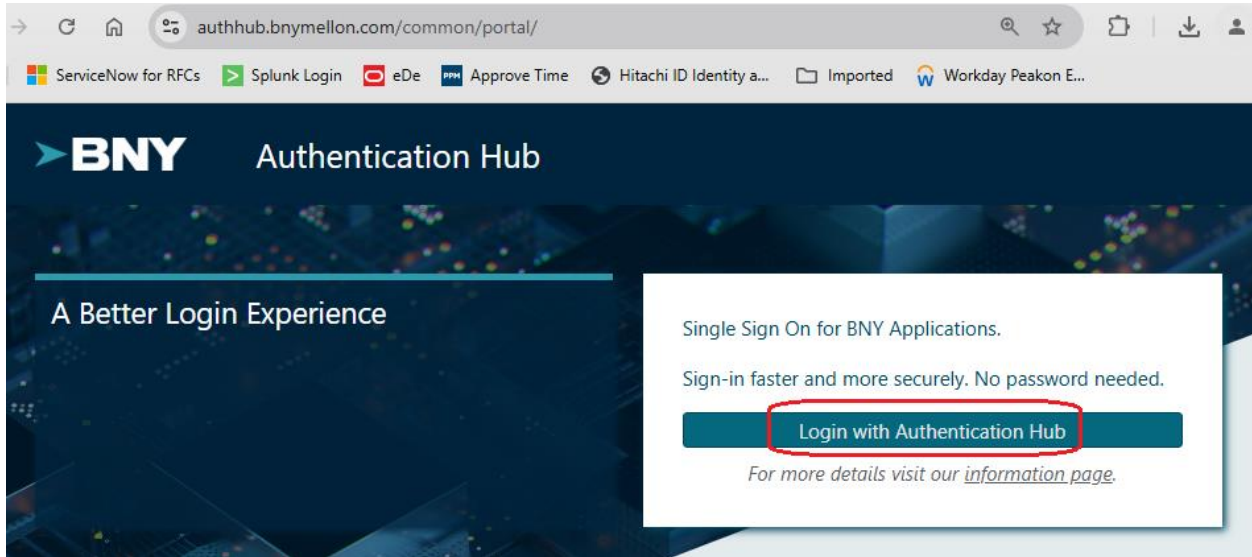 authhub.bnymellon.com/common/portal/
ServiceNow for RFCs Splunk Login eDe PPM Approve Time Hitachi ID Identity a... Imported Workday Peakon E...
BNY Authentication Hub
A Better Login Experience
Single Sign On for BNY Applications.
Sign-in faster and more securely. No password needed.
Login with Authentication Hub
For more details visit our information page.